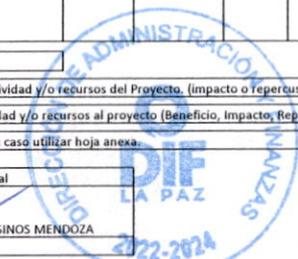 DIRECCIÓN DE ADMINISTRACIÓN Y FINANZAS
vidad y/o recursos del Proyecto. (impacto o repercus
dad y/o recursos al proyecto (Beneficio, Impacto, Rep
caso utilizar hoja anexa.
al
DIF
LA PAZ
SINOS MENDOZA
2022-2024